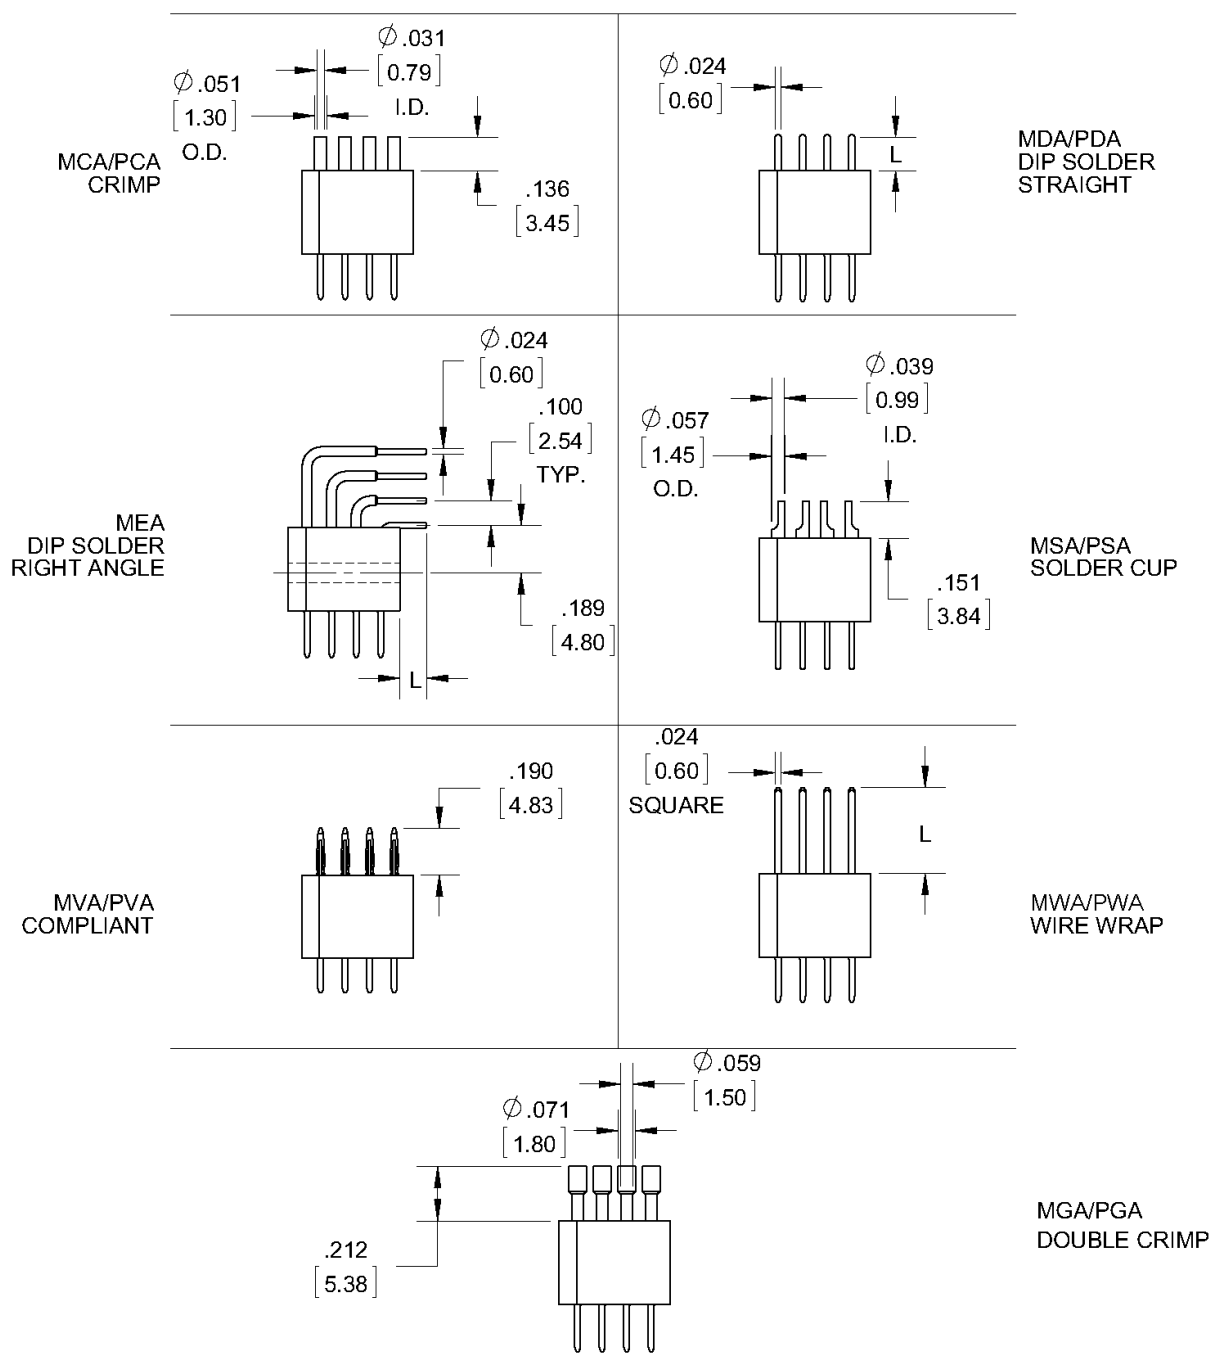 ∅.031
[0.79]
I.D.
∅.051
[1.30]
O.D.
MCA/PCA
CRIMP
.136
[3.45]
∅.024
[0.60]
L
MDA/PDA
DIP SOLDER
STRAIGHT
∅.024
[0.60]
.100
[2.54]
TYP.
MEA
DIP SOLDER
RIGHT ANGLE
.189
[4.80]
L
∅.039
[0.99]
I.D.
∅.057
[1.45]
O.D.
MSA/PSA
SOLDER CUP
.151
[3.84]
.190
[4.83]
MVA/PVA
COMPLIANT
.024
[0.60]
SQUARE
L
MWA/PWA
WIRE WRAP
∅.059
[1.50]
∅.071
[1.80]
.212
[5.38]
MGA/PGA
DOUBLE CRIMP